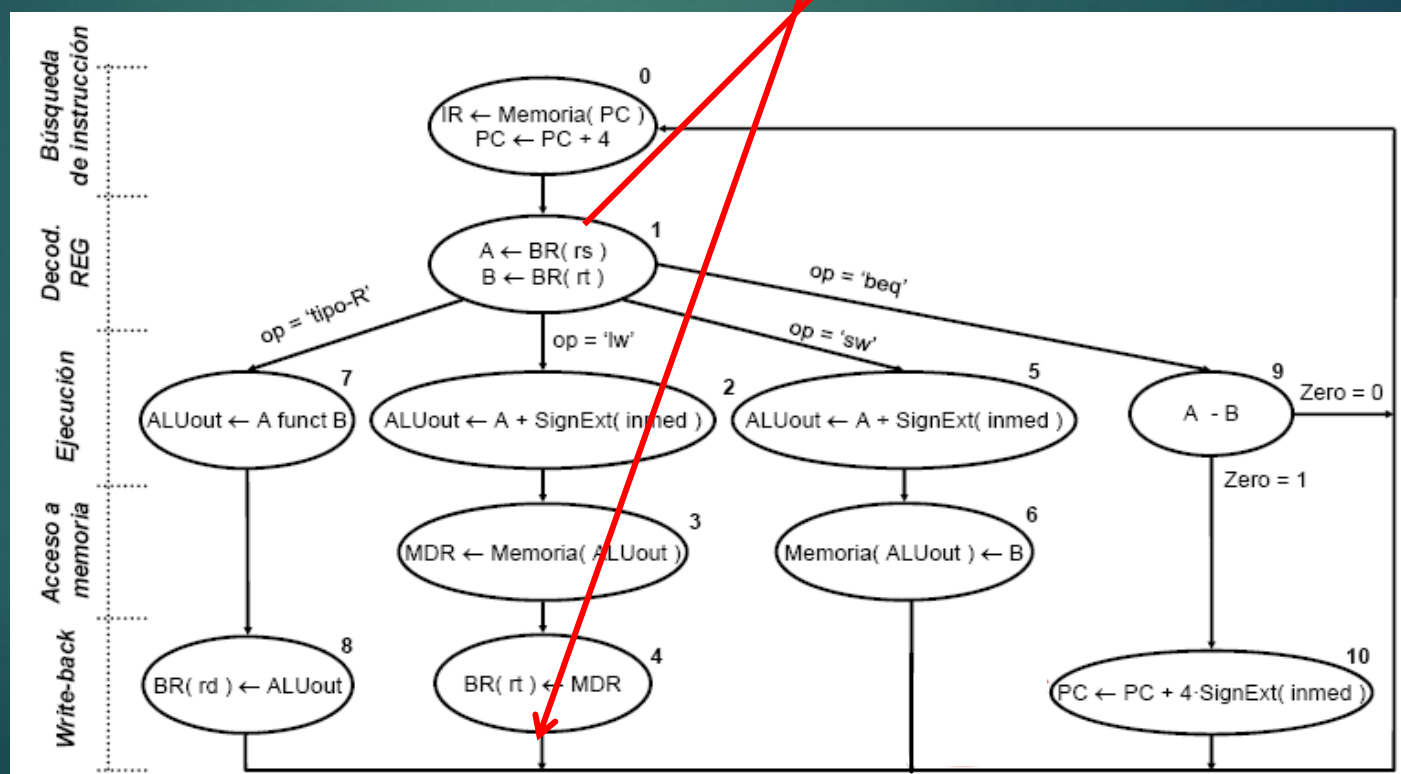 Búsqueda
de instrucción
0
IR ← Memoria( PC )
PC ← PC + 4
Decod.
REG
1
A ← BR( rs )
B ← BR( rt )
op = 'tipo-R'
op = 'lw'
op = 'sw'
op = 'beq'
Ejecución
7
ALUout ← A funct B
2
ALUout ← A + SignExt( inmed )
5
ALUout ← A + SignExt( inmed )
9
A - B
Zero = 0
Zero = 1
Acceso a
memoria
3
MDR ← Memoria( ALUout )
6
Memoria( ALUout ) ← B
Write-back
8
BR( rd ) ← ALUout
4
BR( rt ) ← MDR
10
PC ← PC + 4·SignExt( inmed )